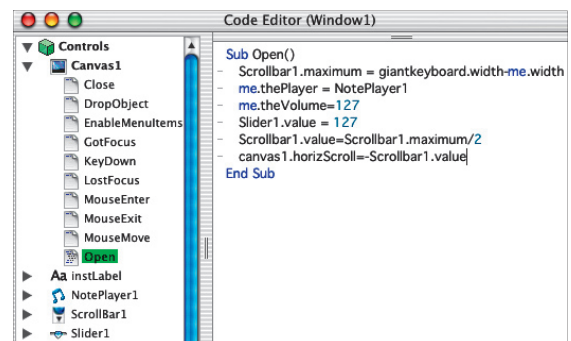 Code Editor (Window1)
Controls
Canvas1
Close
DropObject
EnableMenuItems
GotFocus
KeyDown
LostFocus
MouseEnter
MouseExit
MouseMove
Open
Aa instLabel
NotePlayer1
ScrollBar1
Slider1
Sub Open()
Scrollbar1.maximum = giantkeyboard.width-me.width
me.thePlayer = NotePlayer1
me.theVolume=127
Slider1.value = 127
Scrollbar1.value=Scrollbar1.maximum/2
canvas1.horizScroll=-Scrollbar1.value
End Sub